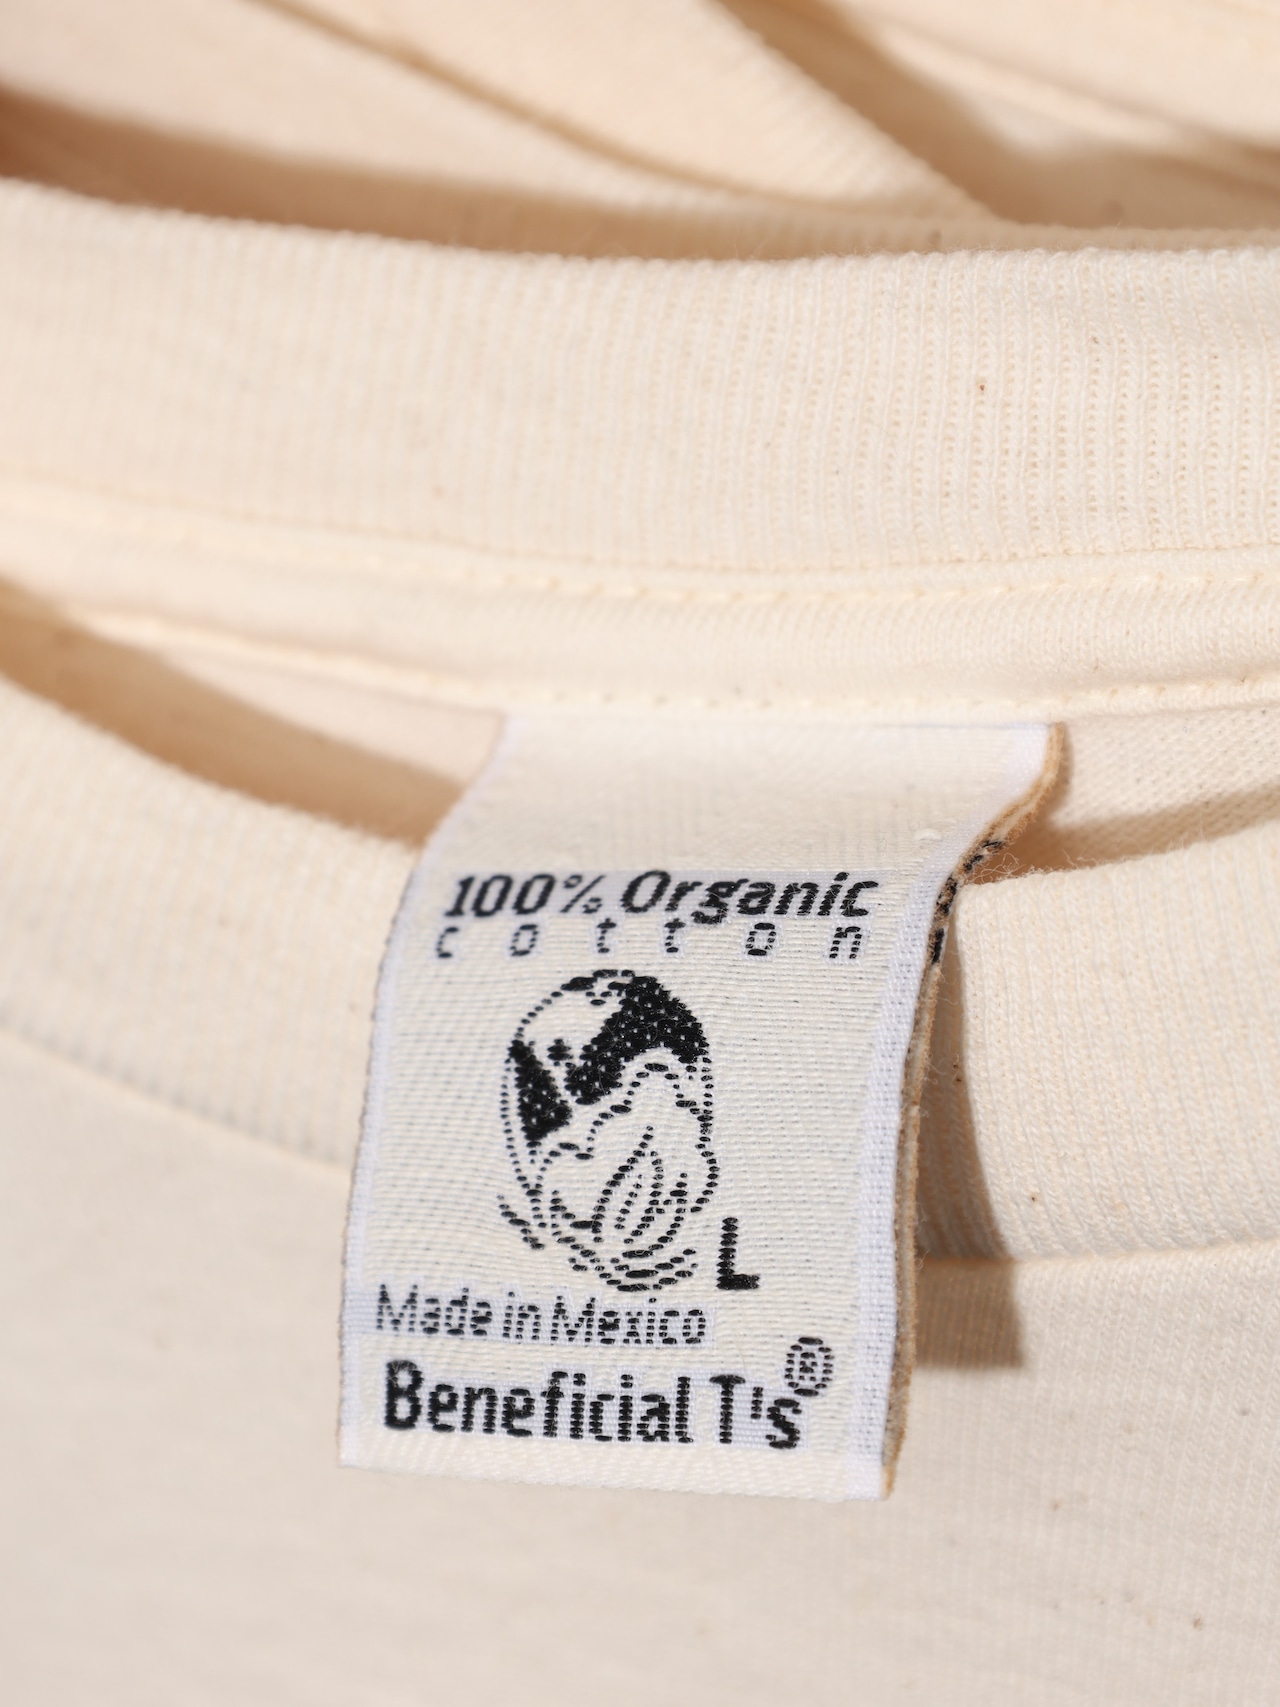 100% Organic
cotton
L
Made in Mexico
Beneficial T's®